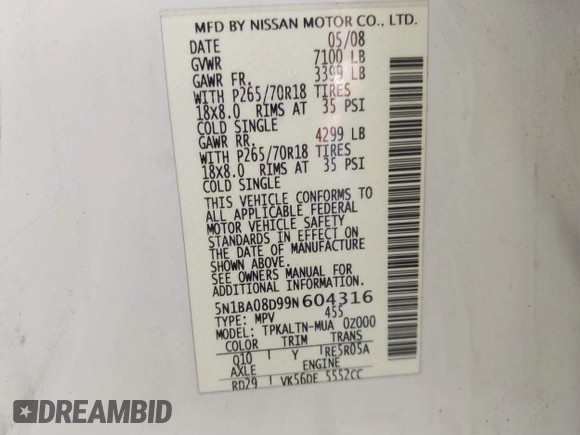 MFD BY NISSAN MOTOR CO., LTD.
DATE 05/08
GVWR 7100 LB
GAWR FR. 3399 LB
WITH P265/70R18 TIRES
18X8.0 RIMS AT 35 PSI
COLD SINGLE
GAWR RR. 4299 LB
WITH P265/70R18 TIRES
18X8.0 RIMS AT 35 PSI
COLD SINGLE
THIS VEHICLE CONFORMS TO
ALL APPLICABLE FEDERAL
MOTOR VEHICLE SAFETY
STANDARDS IN EFFECT ON
THE DATE OF MANUFACTURE
SHOWN ABOVE.
SEE OWNERS MANUAL FOR
ADDITIONAL INFORMATION
5N1BA08D99N604316
TYPE: MPV 455
MODEL: TPKALTN-MUA 0Z000
COLOR TRIM TRANS
Q10 Y RE5R05A
AXLE ENGINE
RD29 VK56DE 5552CC
DREAMBID